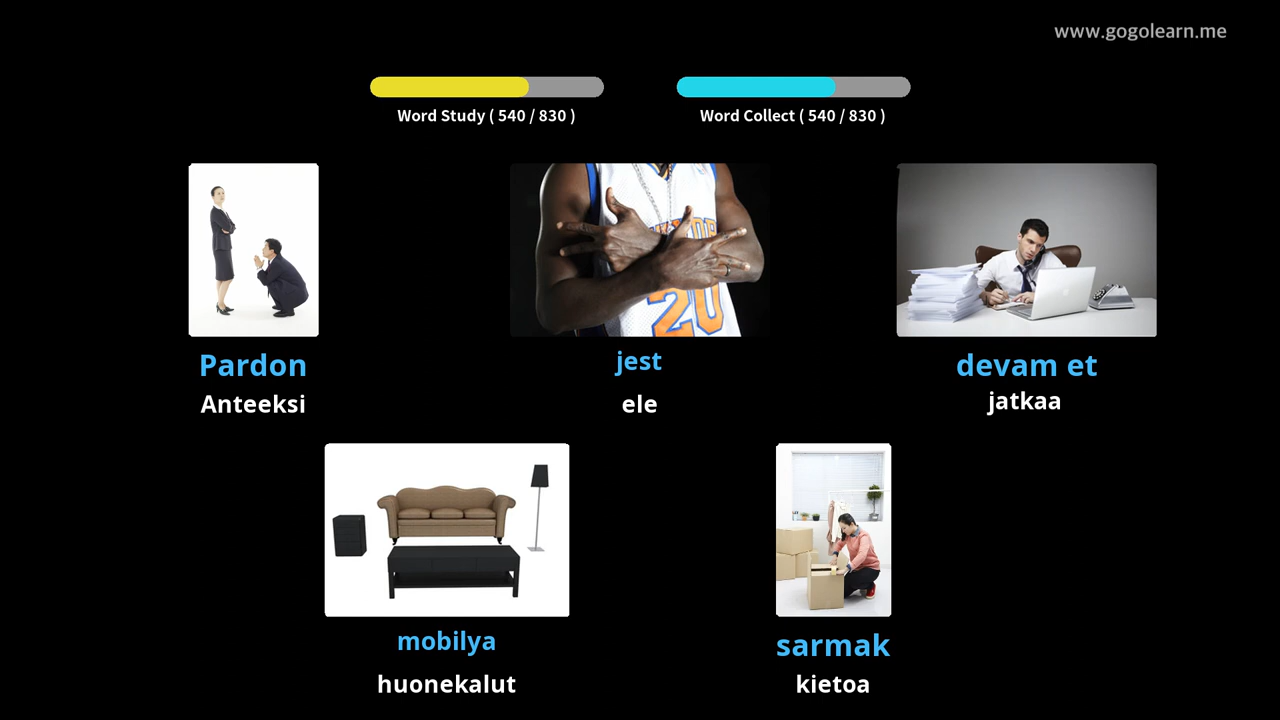 www.gogolearn.me
Word Study ( 540 / 830 )
Word Collect ( 540 / 830 )
20
Pardon
Anteeksi
jest
ele
devam et
jatkaa
mobilya
huonekalut
sarmak
kietoa